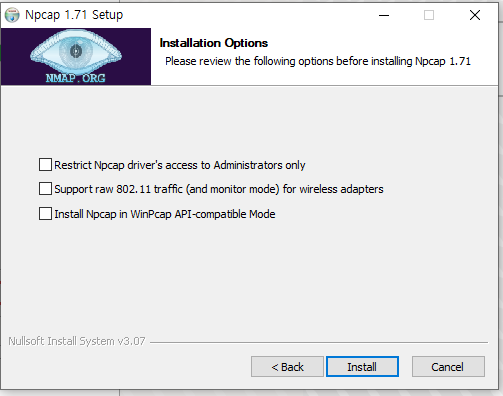 Npcap 1.71 Setup
NMAP.ORG
Installation Options
Please review the following options before installing Npcap 1.71
Restrict Npcap driver's access to Administrators only
Support raw 802.11 traffic (and monitor mode) for wireless adapters
Install Npcap in WinPcap API-compatible Mode
Nullsoft Install System v3.07
< Back
Install
Cancel